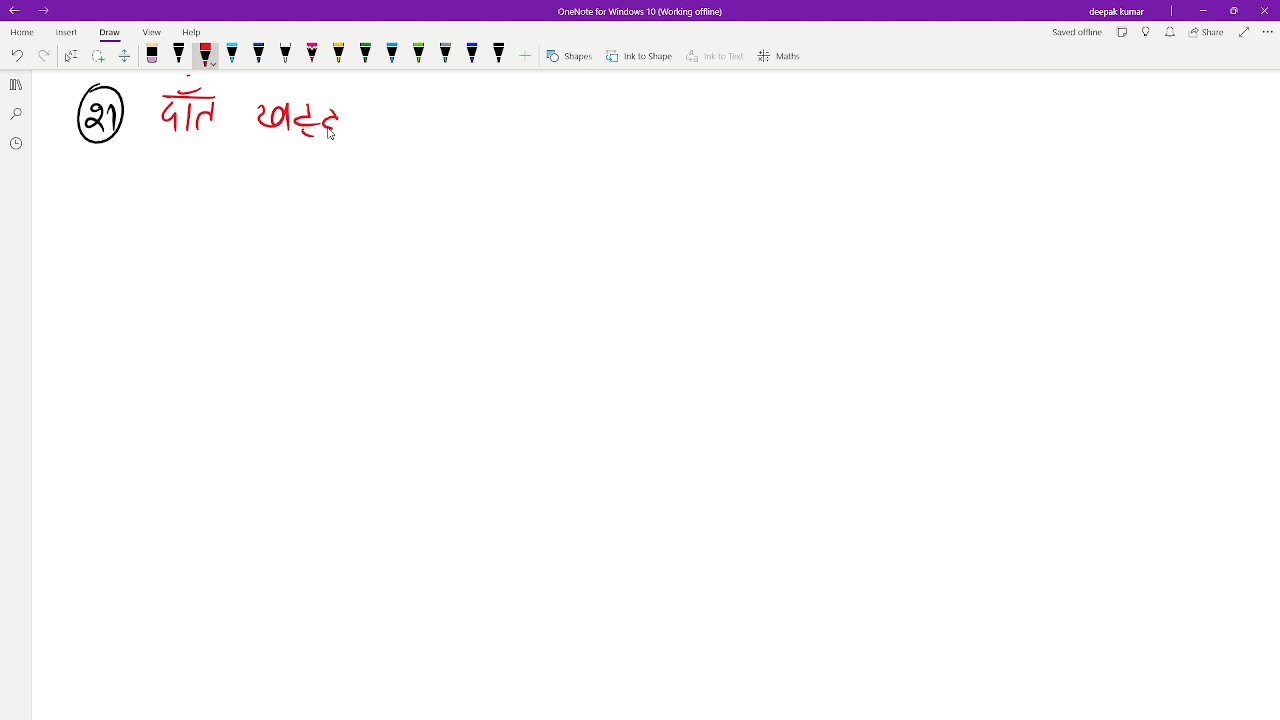 OneNote for Windows 10 (Working offline) deepak kumar
Home Insert Draw View Help Saved offline Share
Shapes Ink to Shape Ink to Text Maths
२१ दाँत खट्ट